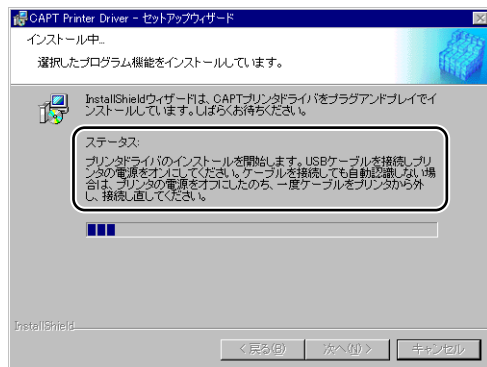 CAPT Printer Driver - セットアップウィザード
インストール中...
選択したプログラム機能をインストールしています。
InstallShieldウィザードは、CAPTプリンタドライバをプラグアンドプレイでイ
ンストールしています。しばらくお待ちください。
ステータス:
プリンタドライバのインストールを開始します。USBケーブルを接続しプリ
ンタの電源をオンにしてください。ケーブルを接続しても自動認識しない場
合は、プリンタの電源をオフにしたのち、一度ケーブルをプリンタから外
し、接続し直してください。
InstallShield
< 戻る(B)
次へ(N) >
キャンセル